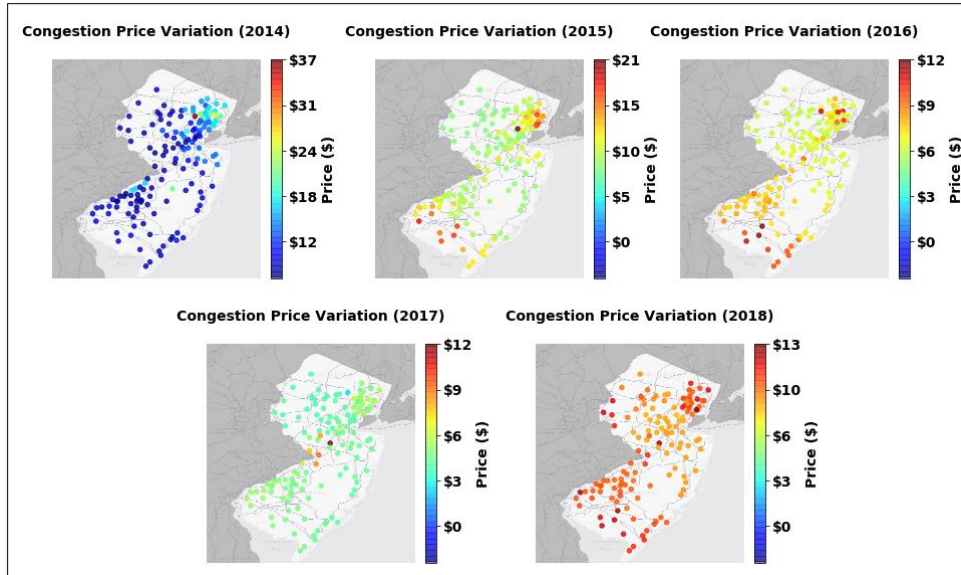 Congestion Price Variation (2014)
$37
$31
$24
$18
$12
Price ($)
Congestion Price Variation (2015)
$21
$15
$10
$5
$0
Price ($)
Congestion Price Variation (2016)
$12
$9
$6
$3
$0
Price ($)
Congestion Price Variation (2017)
$12
$9
$6
$3
$0
Price ($)
Congestion Price Variation (2018)
$13
$10
$6
$3
$0
Price ($)